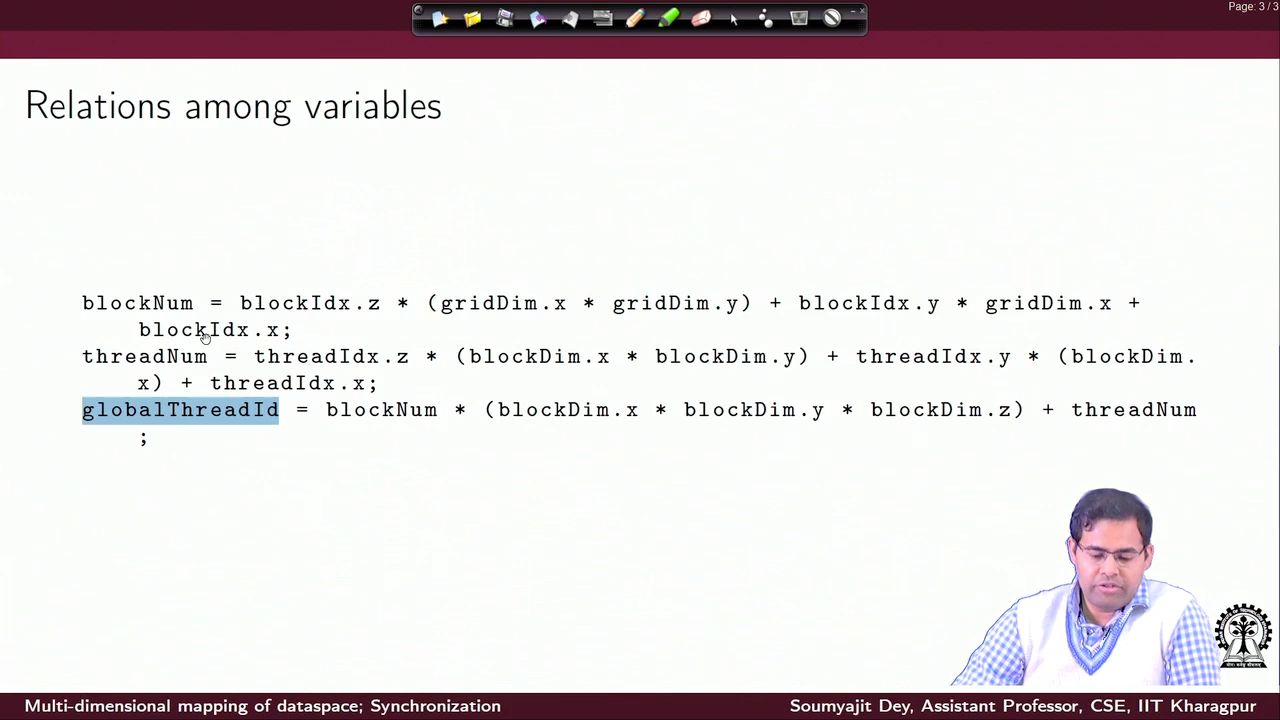 Page: 3 / 3
Relations among variables
blockNum = blockIdx.z * (gridDim.x * gridDim.y) + blockIdx.y * gridDim.x +
blockIdx.x;
threadNum = threadIdx.z * (blockDim.x * blockDim.y) + threadIdx.y * (blockDim.
x) + threadIdx.x;
globalThreadId = blockNum * (blockDim.x * blockDim.y * blockDim.z) + threadNum
;
Multi-dimensional mapping of dataspace; Synchronization
Soumyajit Dey, Assistant Professor, CSE, IIT Kharagpur